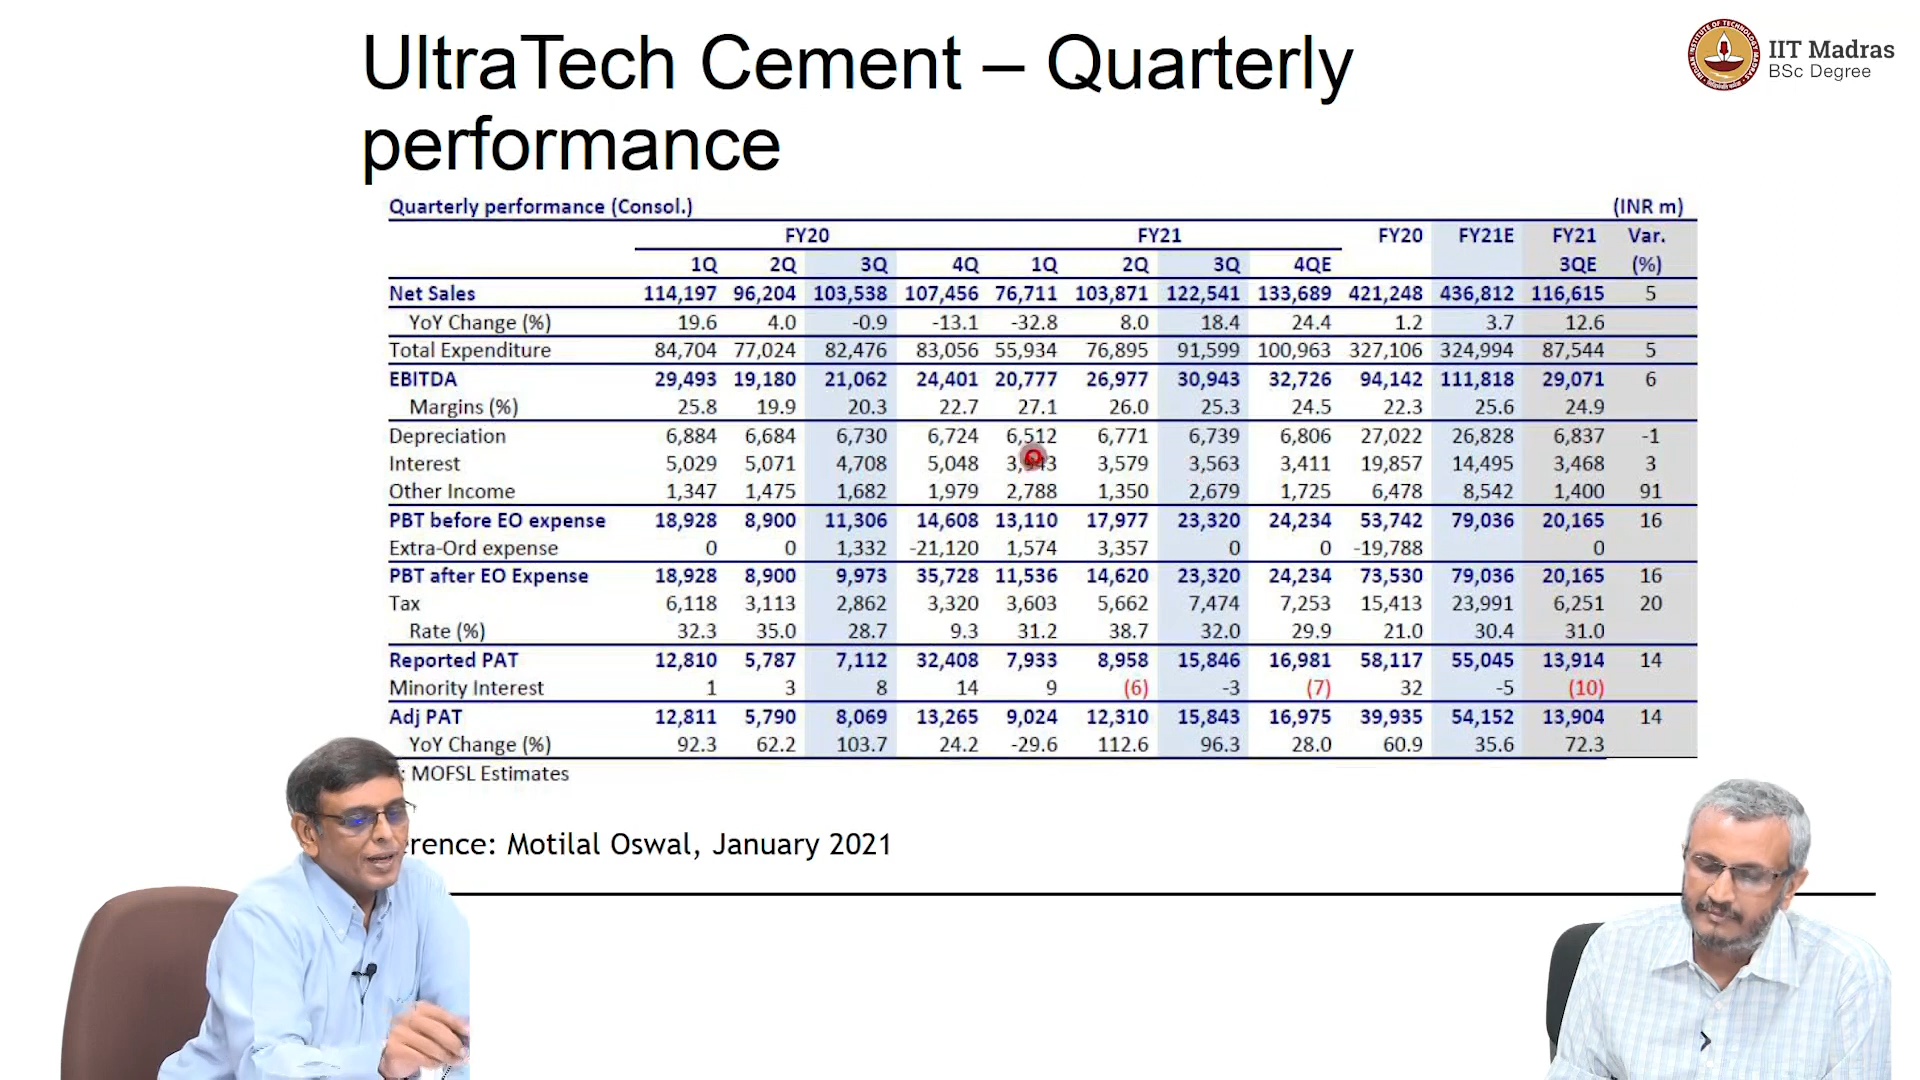 UltraTech Cement – Quarterly
performance
IIT Madras
BSc Degree
Quarterly performance (Consol.) (INR m)
FY20 FY21 FY20 FY21E FY21 Var.
1Q 2Q 3Q 4Q 1Q 2Q 3Q 4QE 3QE (%)
Net Sales 114,197 96,204 103,538 107,456 76,711 103,871 122,541 133,689 421,248 436,812 116,615 5
YoY Change (%) 19.6 4.0 -0.9 -13.1 -32.8 8.0 18.4 24.4 1.2 3.7 12.6
Total Expenditure 84,704 77,024 82,476 83,056 55,934 76,895 91,599 100,963 327,106 324,994 87,544 5
EBITDA 29,493 19,180 21,062 24,401 20,777 26,977 30,943 32,726 94,142 111,818 29,071 6
Margins (%) 25.8 19.9 20.3 22.7 27.1 26.0 25.3 24.5 22.3 25.6 24.9
Depreciation 6,884 6,684 6,730 6,724 6,512 6,771 6,739 6,806 27,022 26,828 6,837 -1
Interest 5,029 5,071 4,708 5,048 3,579 3,563 3,411 19,857 14,495 3,468 3
Other Income 1,347 1,475 1,682 1,979 2,788 1,350 2,679 1,725 6,478 8,542 1,400 91
PBT before EO expense 18,928 8,900 11,306 14,608 13,110 17,977 23,320 24,234 53,742 79,036 20,165 16
Extra-Ord expense 0 0 1,332 -21,120 1,574 3,357 0 0 -19,788 0
PBT after EO Expense 18,928 8,900 9,973 35,728 11,536 14,620 23,320 24,234 73,530 79,036 20,165 16
Tax 6,118 3,113 2,862 3,320 3,603 5,662 7,474 7,253 15,413 23,991 6,251 20
Rate (%) 32.3 35.0 28.7 9.3 31.2 38.7 32.0 29.9 21.0 30.4 31.0
Reported PAT 12,810 5,787 7,112 32,408 7,933 8,958 15,846 16,981 58,117 55,045 13,914 14
Minority Interest 1 3 8 14 9 (6) -3 (7) 32 -5 (10)
Adj PAT 12,811 5,790 8,069 13,265 9,024 12,310 15,843 16,975 39,935 54,152 13,904 14
YoY Change (%) 92.3 62.2 103.7 24.2 -29.6 112.6 96.3 28.0 60.9 35.6 72.3
: MOFSL Estimates
erence: Motilal Oswal, January 2021